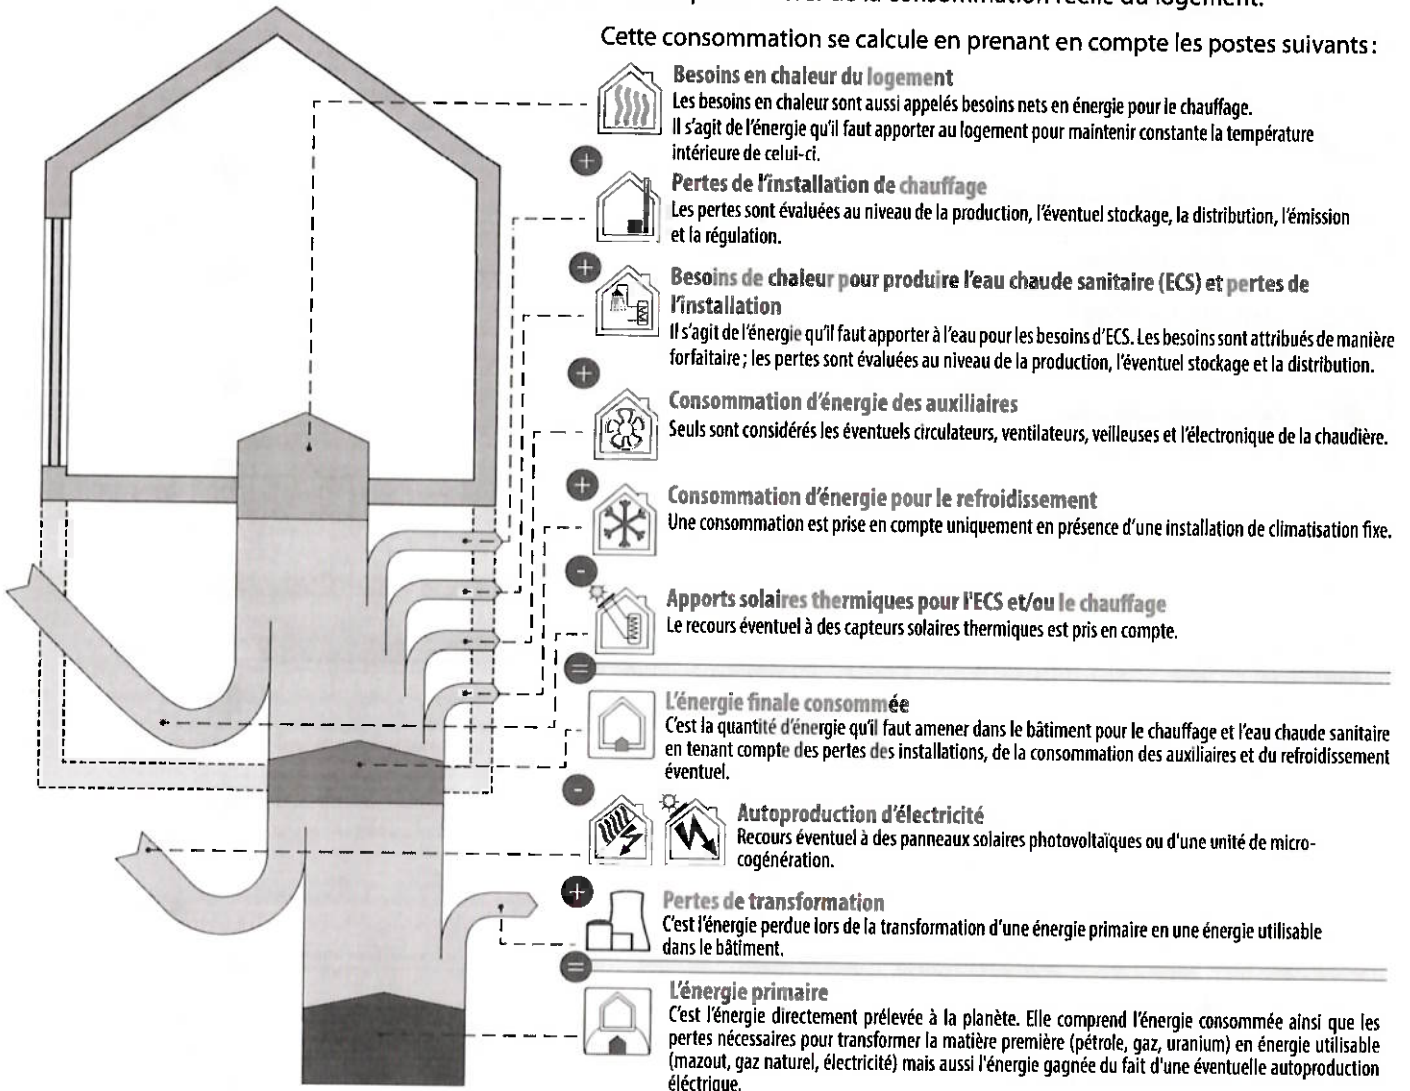 de la consommation réelle du logement.
Cette consommation se calcule en prenant en compte les postes suivants :
Besoins en chaleur du logement
Les besoins en chaleur sont aussi appelés besoins nets en énergie pour le chauffage.
Il s'agit de l'énergie qu'il faut apporter au logement pour maintenir constante la température
intérieure de celui-ci.
+
Pertes de l'installation de chauffage
Les pertes sont évaluées au niveau de la production, l'éventuel stockage, la distribution, l'émission
et la régulation.
+
Besoins de chaleur pour produire l'eau chaude sanitaire (ECS) et pertes de
l'installation
Il s'agit de l'énergie qu'il faut apporter à l'eau pour les besoins d'ECS. Les besoins sont attribués de manière
forfaitaire ; les pertes sont évaluées au niveau de la production, l'éventuel stockage et la distribution.
+
Consommation d'énergie des auxiliaires
Seuls sont considérés les éventuels circulateurs, ventilateurs, veilleuses et l'électronique de la chaudière.
+
Consommation d'énergie pour le refroidissement
Une consommation est prise en compte uniquement en présence d'une installation de climatisation fixe.
-
Apports solaires thermiques pour l'ECS et/ou le chauffage
Le recours éventuel à des capteurs solaires thermiques est pris en compte.
=
L'énergie finale consommée
C'est la quantité d'énergie qu'il faut amener dans le bâtiment pour le chauffage et l'eau chaude sanitaire
en tenant compte des pertes des installations, de la consommation des auxiliaires et du refroidissement
éventuel.
-
Autoproduction d'électricité
Recours éventuel à des panneaux solaires photovoltaïques ou d'une unité de micro-
cogénération.
+
Pertes de transformation
C'est l'énergie perdue lors de la transformation d'une énergie primaire en une énergie utilisable
dans le bâtiment.
=
L'énergie primaire
C'est l'énergie directement prélevée à la planète. Elle comprend l'énergie consommée ainsi que les
pertes nécessaires pour transformer la matière première (pétrole, gaz, uranium) en énergie utilisable
(mazout, gaz naturel, électricité) mais aussi l'énergie gagnée du fait d'une éventuelle autoproduction
éléctrique.